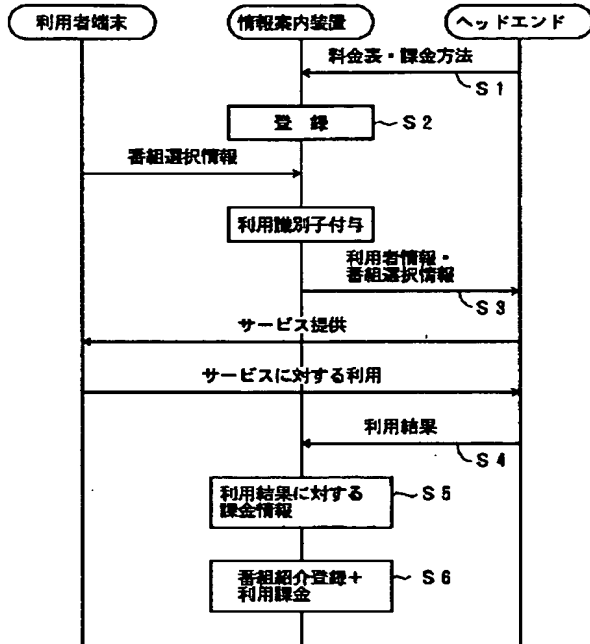 利用者端末
情報案内装置
ヘッドエンド
料金表・課金方法
S1
登 録
S2
番組選択情報
利用識別子付与
利用者情報・
番組選択情報
S3
サービス提供
サービスに対する利用
利用結果
S4
利用結果に対する
課金情報
S5
番組紹介登録+
利用課金
S6